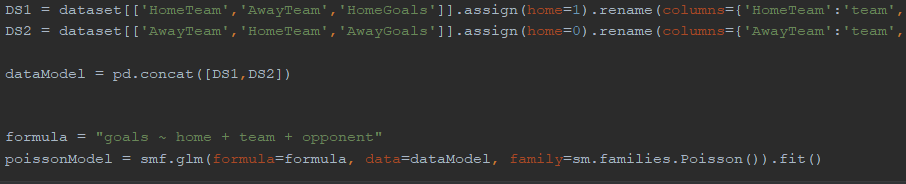 DS1 = dataset[['HomeTeam','AwayTeam','HomeGoals']].assign(home=1).rename(columns={'HomeTeam':'team',
DS2 = dataset[['AwayTeam','HomeTeam','AwayGoals']].assign(home=0).rename(columns={'AwayTeam':'team',
dataModel = pd.concat([DS1,DS2])
formula = "goals ~ home + team + opponent"
poissonModel = smf.glm(formula=formula, data=dataModel, family=sm.families.Poisson()).fit()